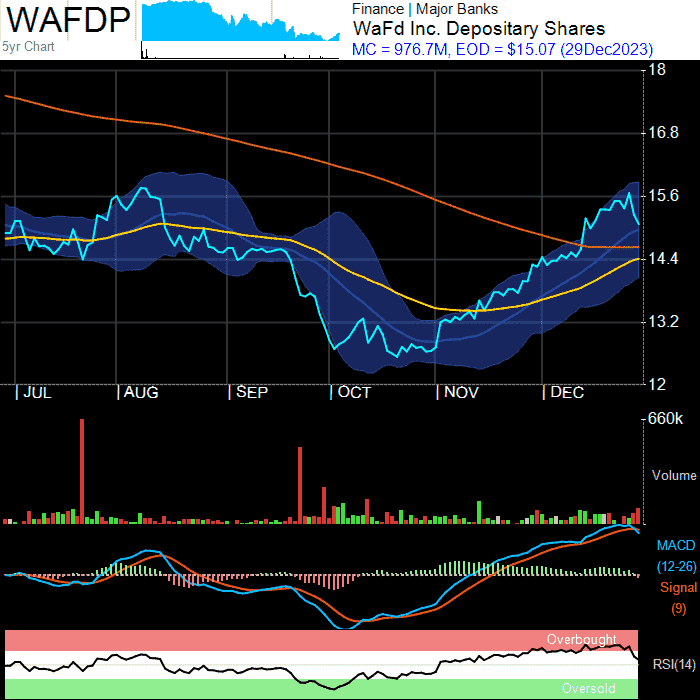 WAFDP
5yr Chart
Finance | Major Banks
WaFd Inc. Depositary Shares
MC = 976.7M, EOD = $15.07 (29Dec2023)
18
16.8
15.6
14.4
13.2
12
JUL AUG SEP OCT NOV DEC
660k
Volume
MACD
(12-26)
Signal
(9)
Overbought
RSI(14)
Oversold